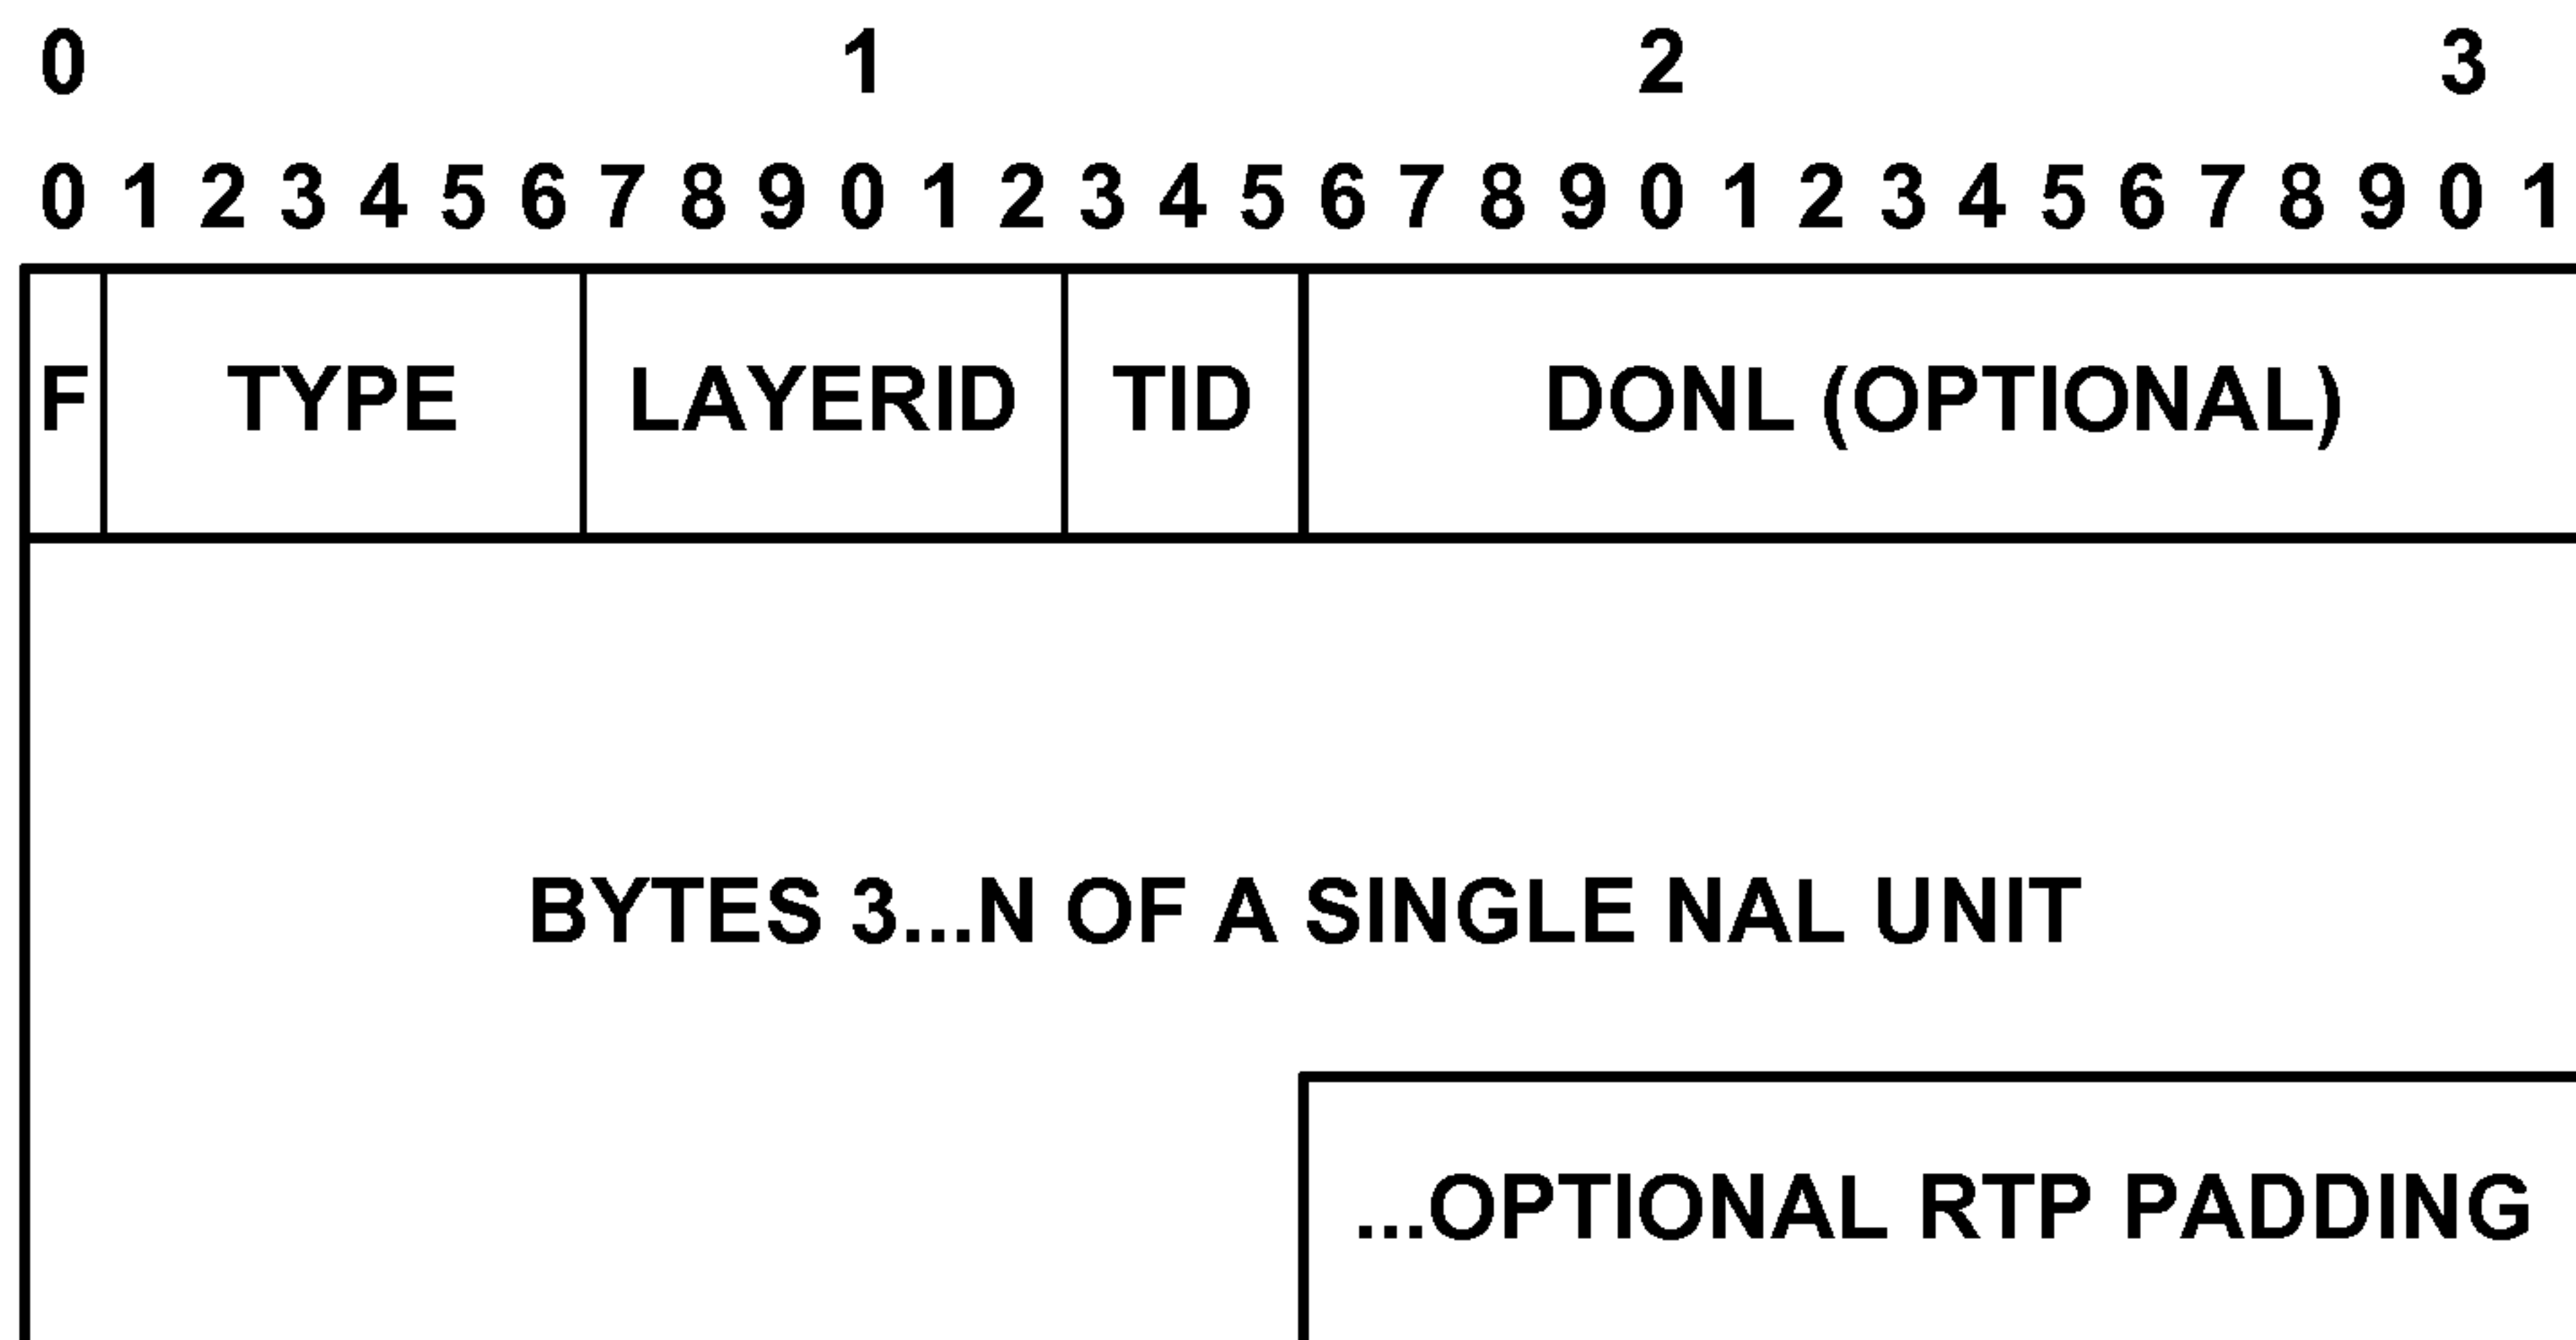 0 1 2 3
0 1 2 3 4 5 6 7 8 9 0 1 2 3 4 5 6 7 8 9 0 1 2 3 4 5 6 7 8 9 0 1
F TYPE LAYERID TID DONL (OPTIONAL)
BYTES 3...N OF A SINGLE NAL UNIT
...OPTIONAL RTP PADDING